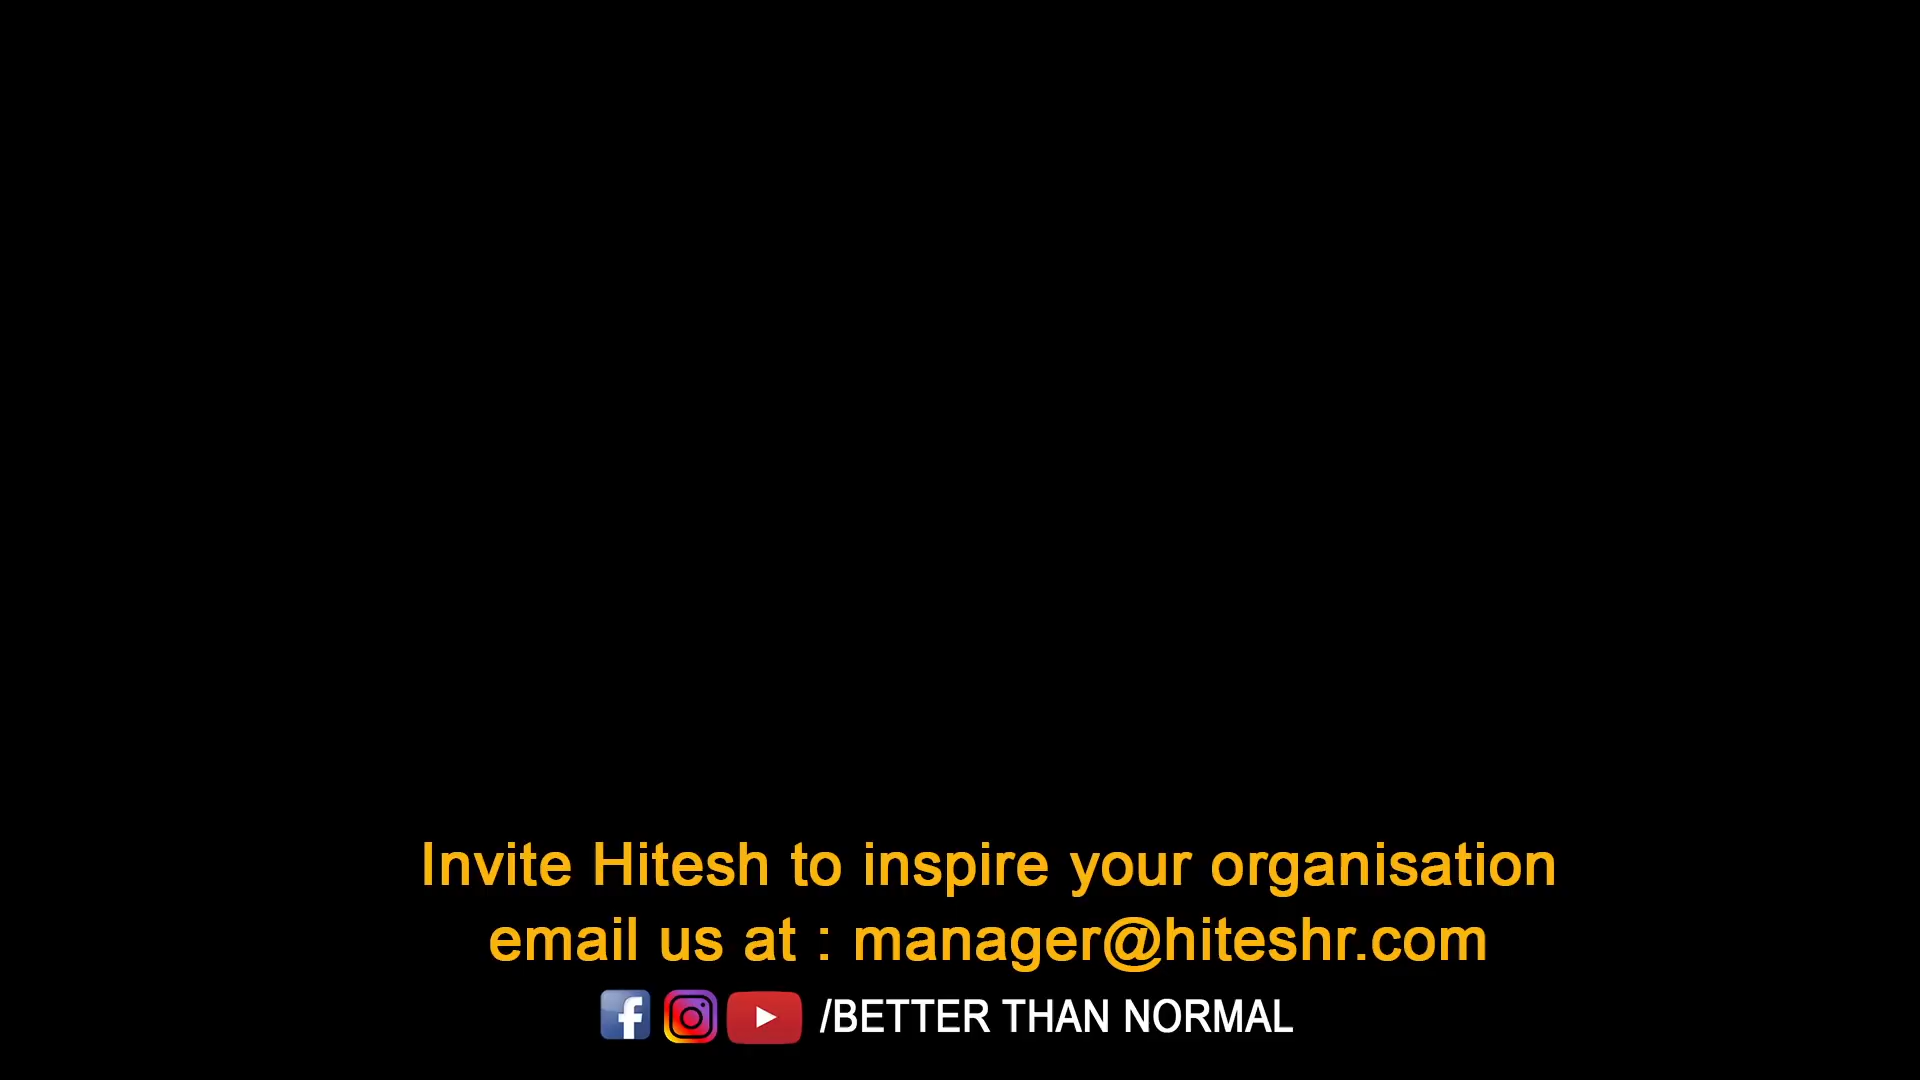 Invite Hitesh to inspire your organisation
email us at : manager@hiteshr.com
/BETTER THAN NORMAL